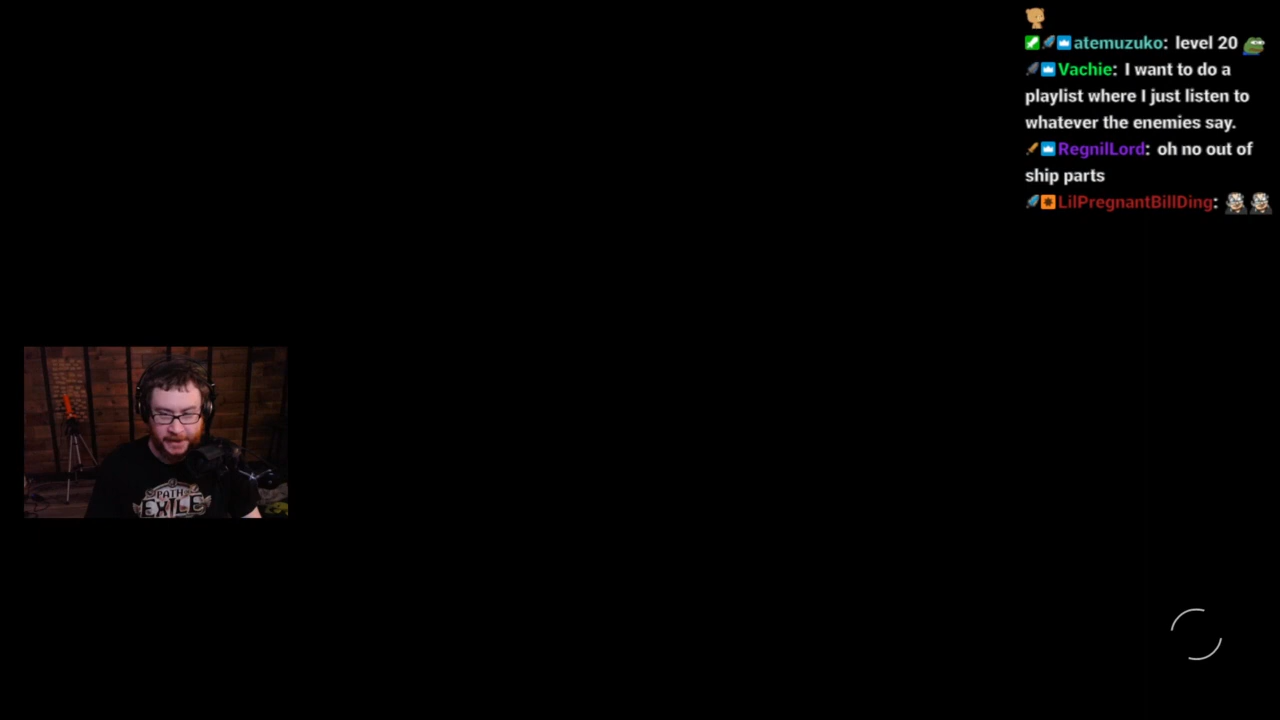 atemuzuko: level 20
Vachie: I want to do a
playlist where I just listen to
whatever the enemies say.
RegnilLord: oh no out of
ship parts
LilPregnantBillDing:
PATH
EXILE